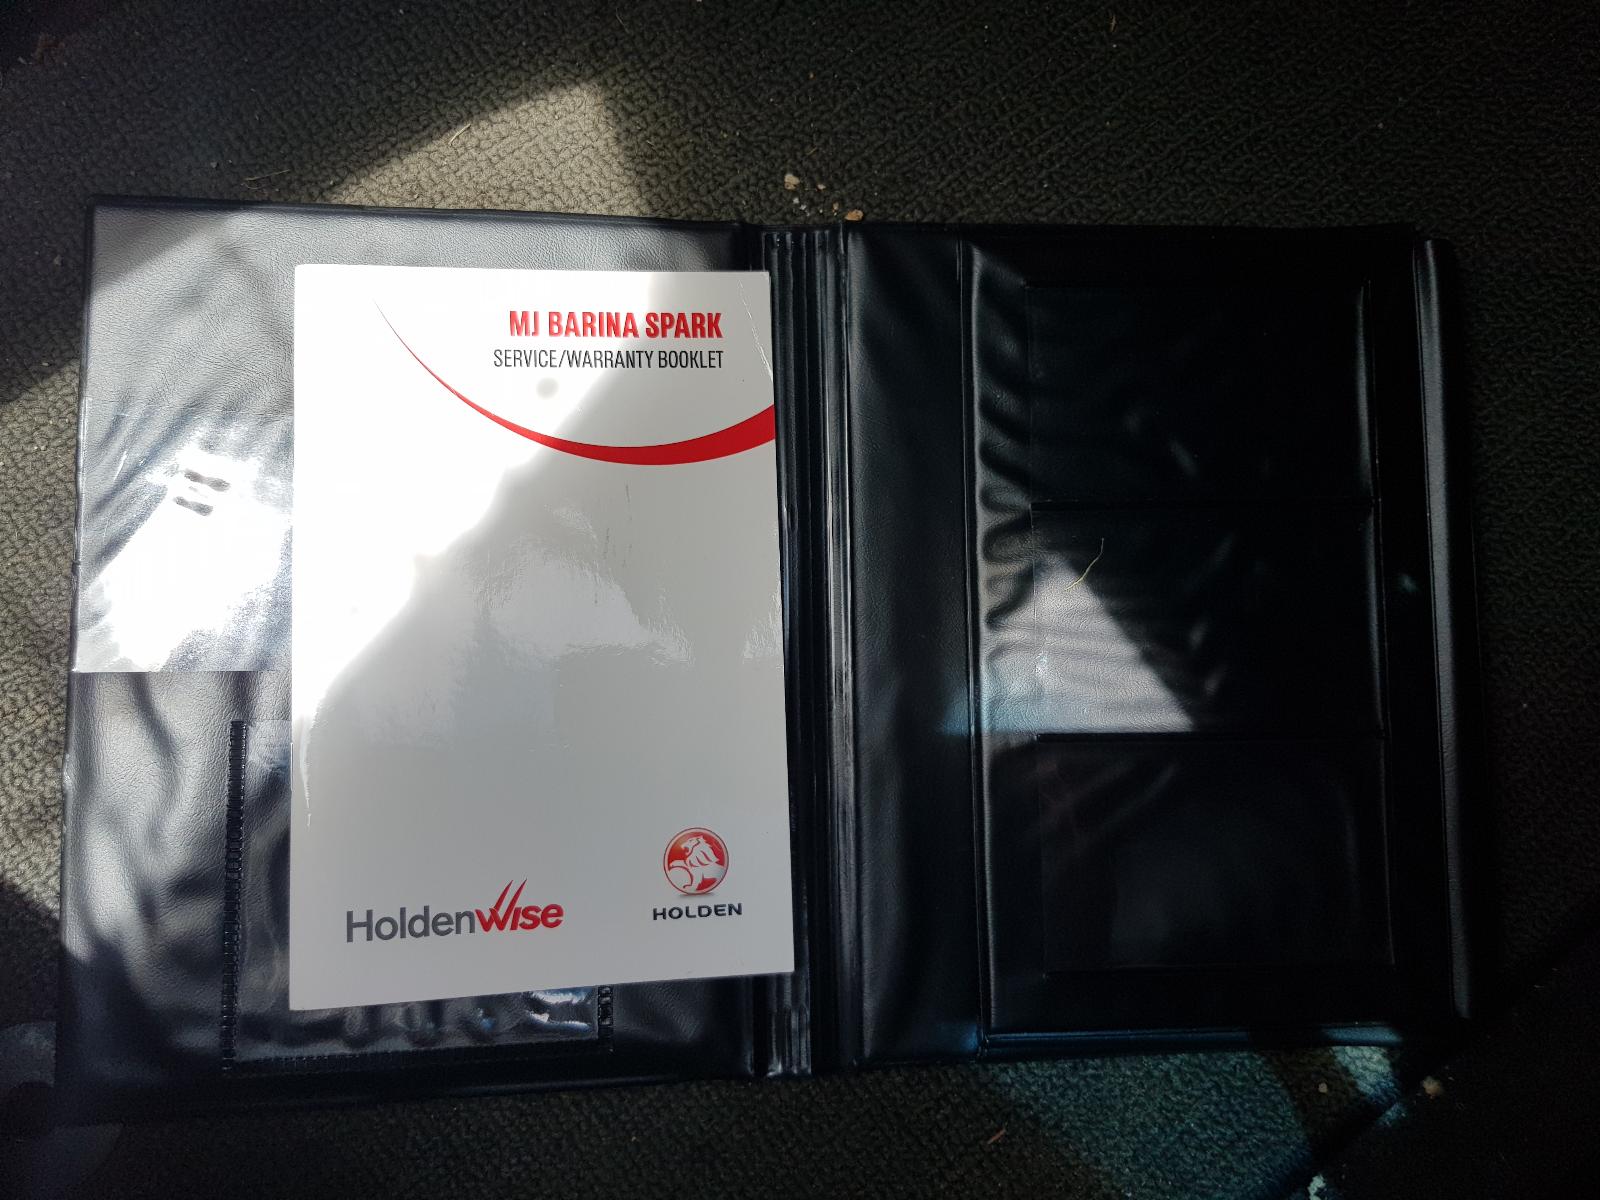 MJ BARINA SPARK
SERVICE/WARRANTY BOOKLET
HoldenWise
HOLDEN